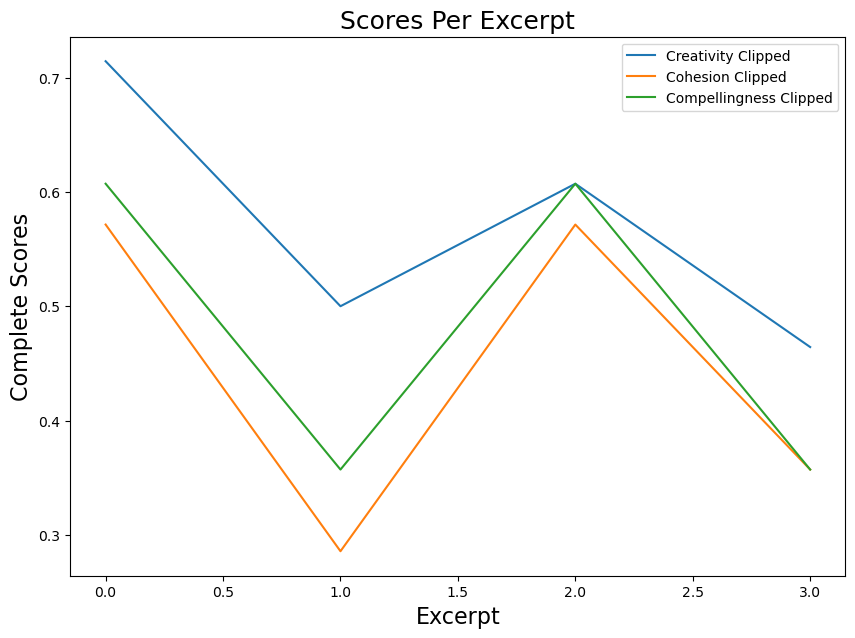 Scores Per Excerpt
Creativity Clipped
Cohesion Clipped
Compellingness Clipped
Complete Scores
0.7
0.6
0.5
0.4
0.3
0.0 0.5 1.0 1.5 2.0 2.5 3.0
Excerpt